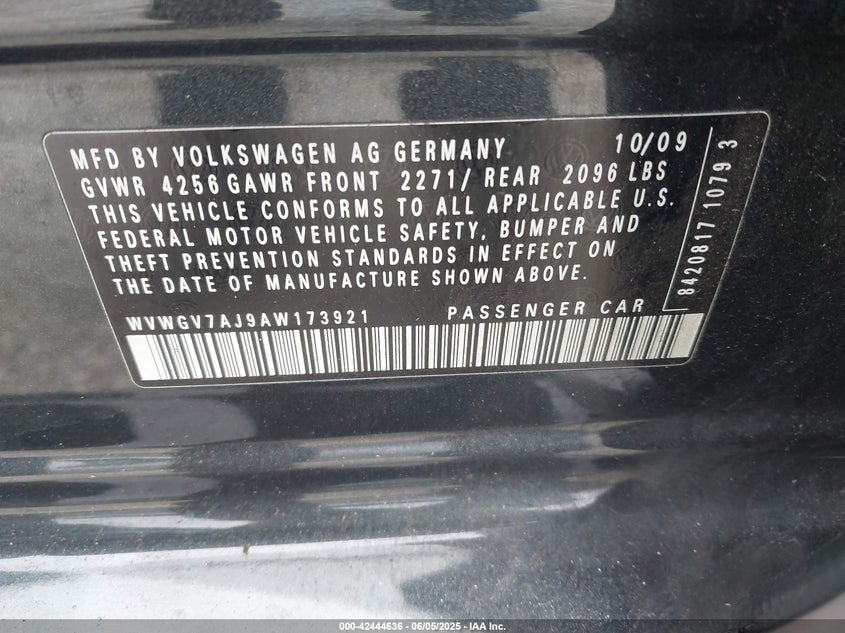 MFD BY VOLKSWAGEN AG GERMANY 10/09
GVWR 4256 GAWR FRONT 2271/ REAR 2096 LBS
THIS VEHICLE CONFORMS TO ALL APPLICABLE U.S.
FEDERAL MOTOR VEHICLE SAFETY, BUMPER AND
THEFT PREVENTION STANDARDS IN EFFECT ON
THE DATE OF MANUFACTURE SHOWN ABOVE.
WVWGV7AJ9AW173921 PASSENGER CAR
8420817 1079 3
000-42444636 - 06/05/2025 - IAA Inc.